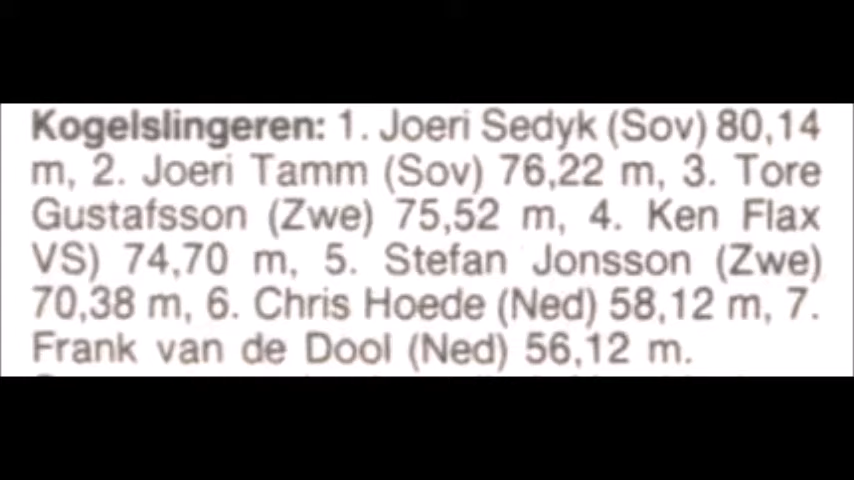 Kogelslingeren: 1. Joeri Sedyk (Sov) 80,14
m, 2. Joeri Tamm (Sov) 76,22 m, 3. Tore
Gustafsson (Zwe) 75,52 m, 4. Ken Flax
VS) 74,70 m, 5. Stefan Jonsson (Zwe)
70,38 m, 6. Chris Hoede (Ned) 58,12 m, 7.
Frank van de Dool (Ned) 56,12 m.